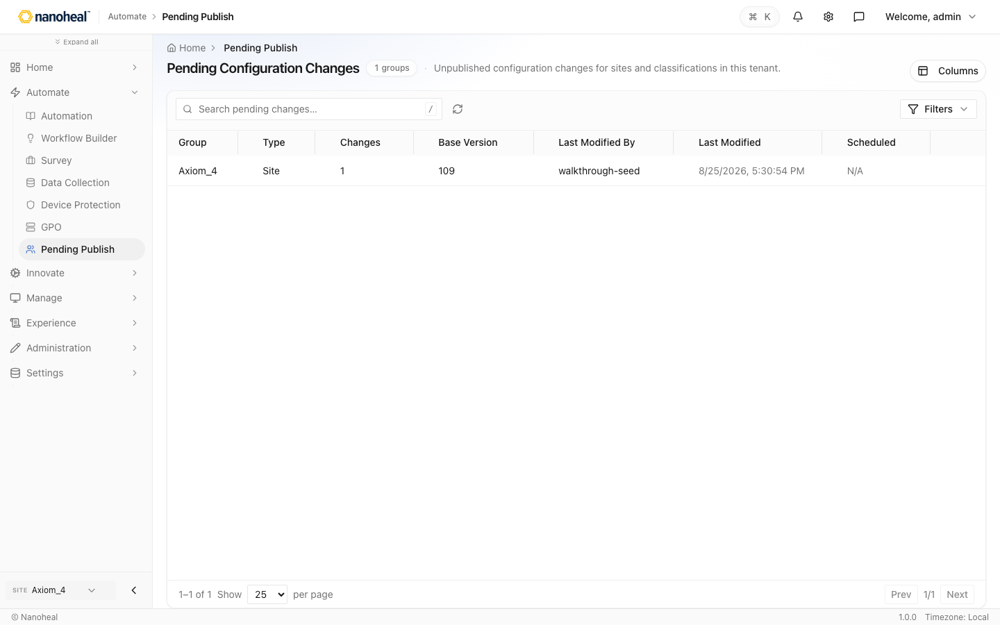 nanoheal™
Automate > Pending Publish
⌘ K
Welcome, admin
Expand all
Home
Automate
Automation
Workflow Builder
Survey
Data Collection
Device Protection
GPO
Pending Publish
Innovate
Manage
Experience
Administration
Settings
SITE Axiom_4
Home > Pending Publish
Pending Configuration Changes 1 groups · Unpublished configuration changes for sites and classifications in this tenant.
Columns
Search pending changes... /
Filters
Group Type Changes Base Version Last Modified By Last Modified Scheduled
Axiom_4 Site 1 109 walkthrough-seed 8/25/2026, 5:30:54 PM N/A
1–1 of 1 Show 25 per page
Prev 1/1 Next
© Nanoheal
1.0.0 Timezone: Local